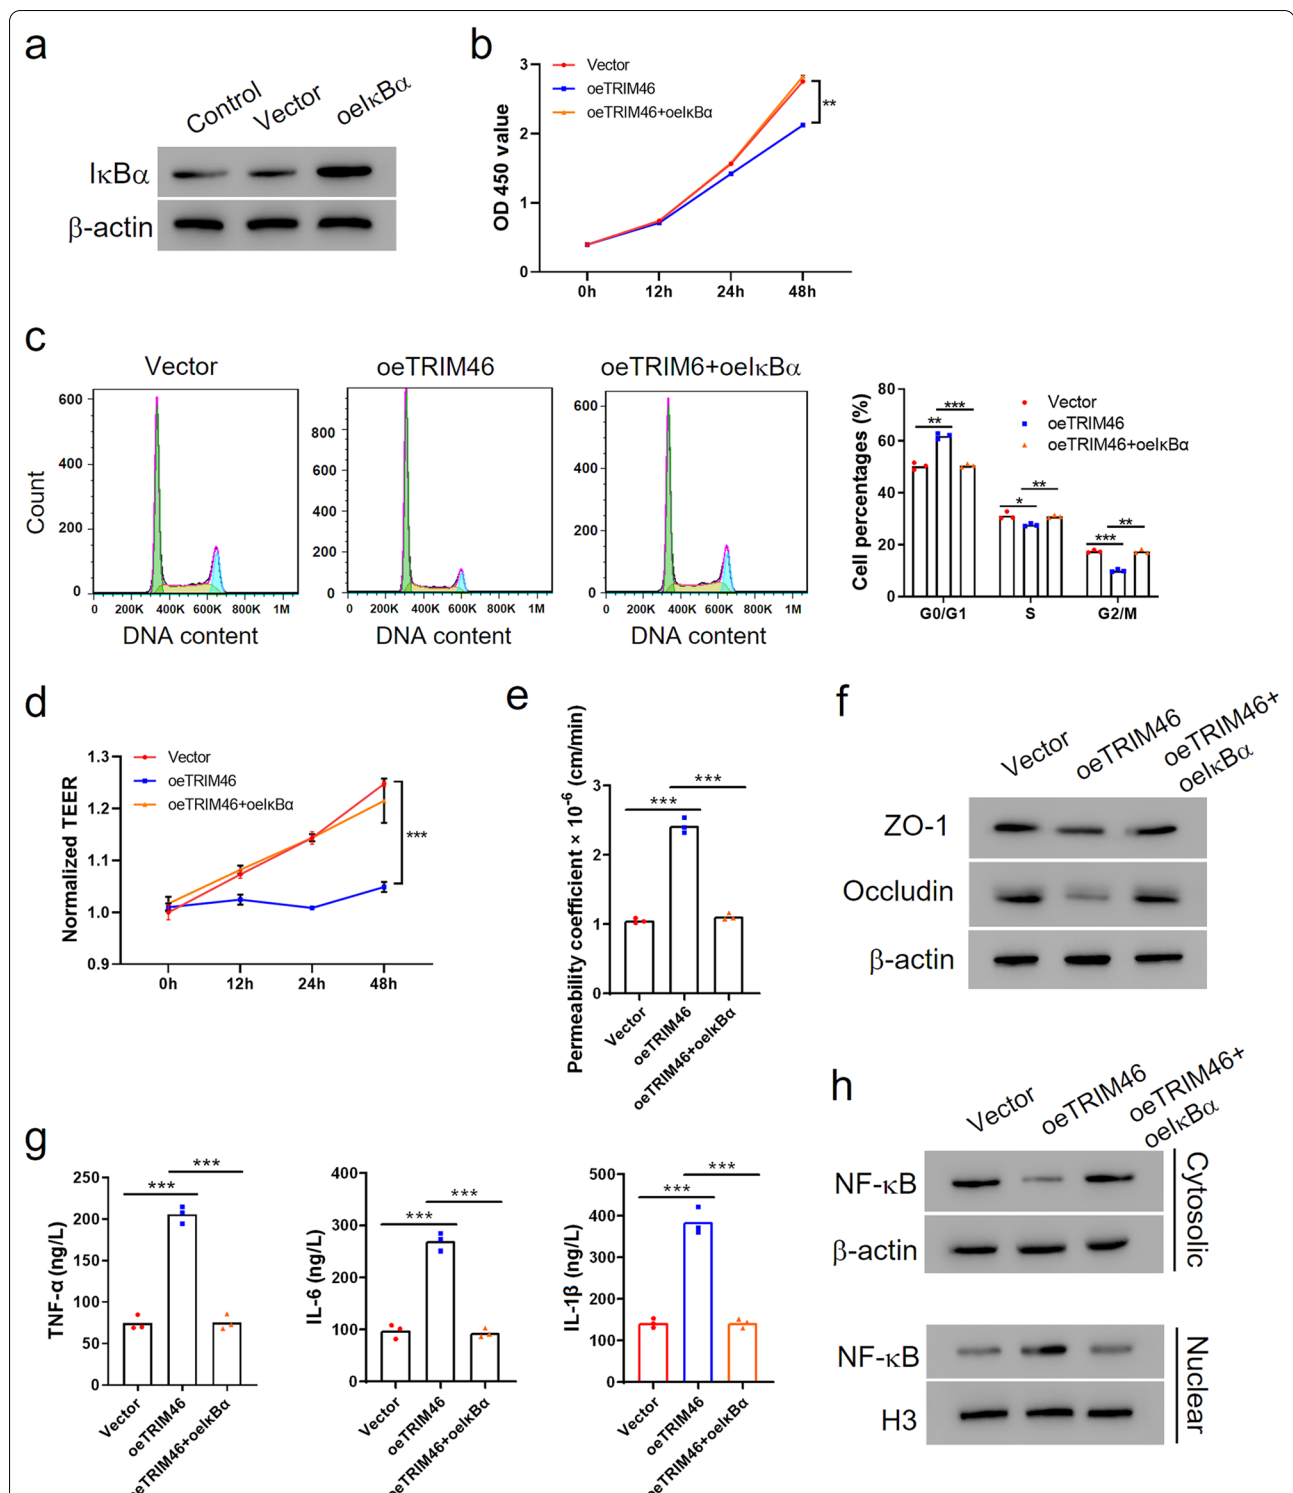 a
Control
Vector
oeIκBα
IκBα
β-actin
b
Vector
oeTRIM46
oeTRIM46+oeIκBα
OD 450 value
3
2
1
0
0h 12h 24h 48h
**
c
Vector
oeTRIM46
oeTRIM6+oeIκBα
Count
600
400
200
0
0 200K 400K 600K 1M
DNA content
800
600
400
200
0
0 200K 400K 600K 1M
DNA content
600
400
200
0
0 200K 400K 600K 1M
DNA content
Cell percentages (%)
80
60
40
20
0
Vector
oeTRIM46
oeTRIM46+oeIκBα
***
**
**
*
**
***
G0/G1 S G2/M
d
Normalized TEER
1.3
1.2
1.1
1.0
0.9
Vector
oeTRIM46
oeTRIM46+oeIκBα
***
0h 12h 24h 48h
e
Permeability coefficient × 10⁻⁶ (cm/min)
3
2
1
0
***
***
Vector
oeTRIM46
oeTRIM46+oeIκBα
f
Vector
oeTRIM46
oeTRIM46+
oeIκBα
ZO-1
Occludin
β-actin
g
TNF-α (ng/L)
250
200
150
100
50
0
***
***
Vector
oeTRIM46
oeTRIM46+oeIκBα
IL-6 (ng/L)
400
300
200
100
0
***
***
Vector
oeTRIM46
oeTRIM46+oeIκBα
IL-1β (ng/L)
500
400
300
200
100
0
***
***
Vector
oeTRIM46
oeTRIM46+oeIκBα
h
Vector
oeTRIM46
oeTRIM46+
oeIκBα
NF-κB
β-actin
Cytosolic
NF-κB
H3
Nuclear